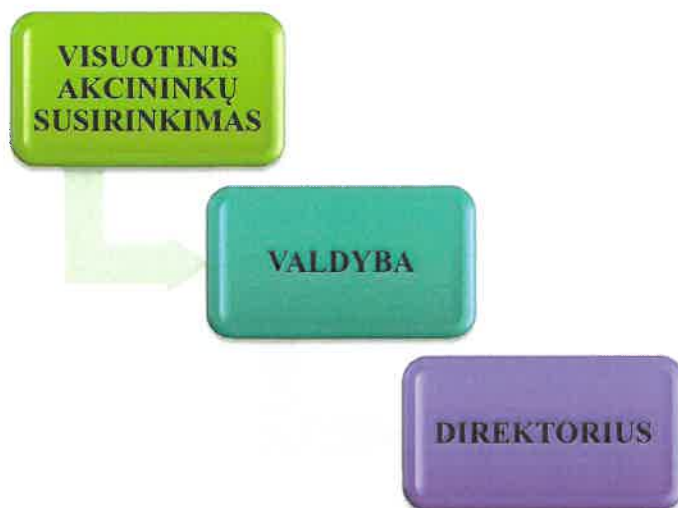 VISUOTINIS
AKCININKŲ
SUSIRINKIMAS
VALDYBA
DIREKTORIUS